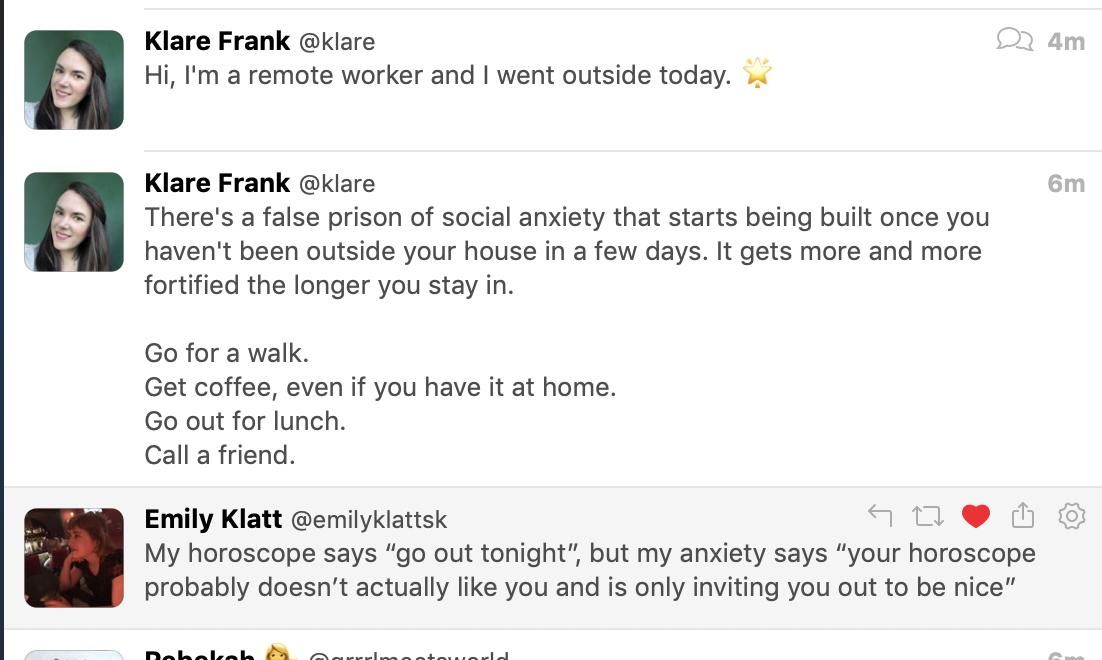 Klare Frank @klare 4m
Hi, I'm a remote worker and I went outside today. 🌟
Klare Frank @klare 6m
There's a false prison of social anxiety that starts being built once you
haven't been outside your house in a few days. It gets more and more
fortified the longer you stay in.
Go for a walk.
Get coffee, even if you have it at home.
Go out for lunch.
Call a friend.
Emily Klatt @emilyklattsk
My horoscope says “go out tonight”, but my anxiety says “your horoscope
probably doesn’t actually like you and is only inviting you out to be nice”
Rebekah @grrrlmeetsworld 6m